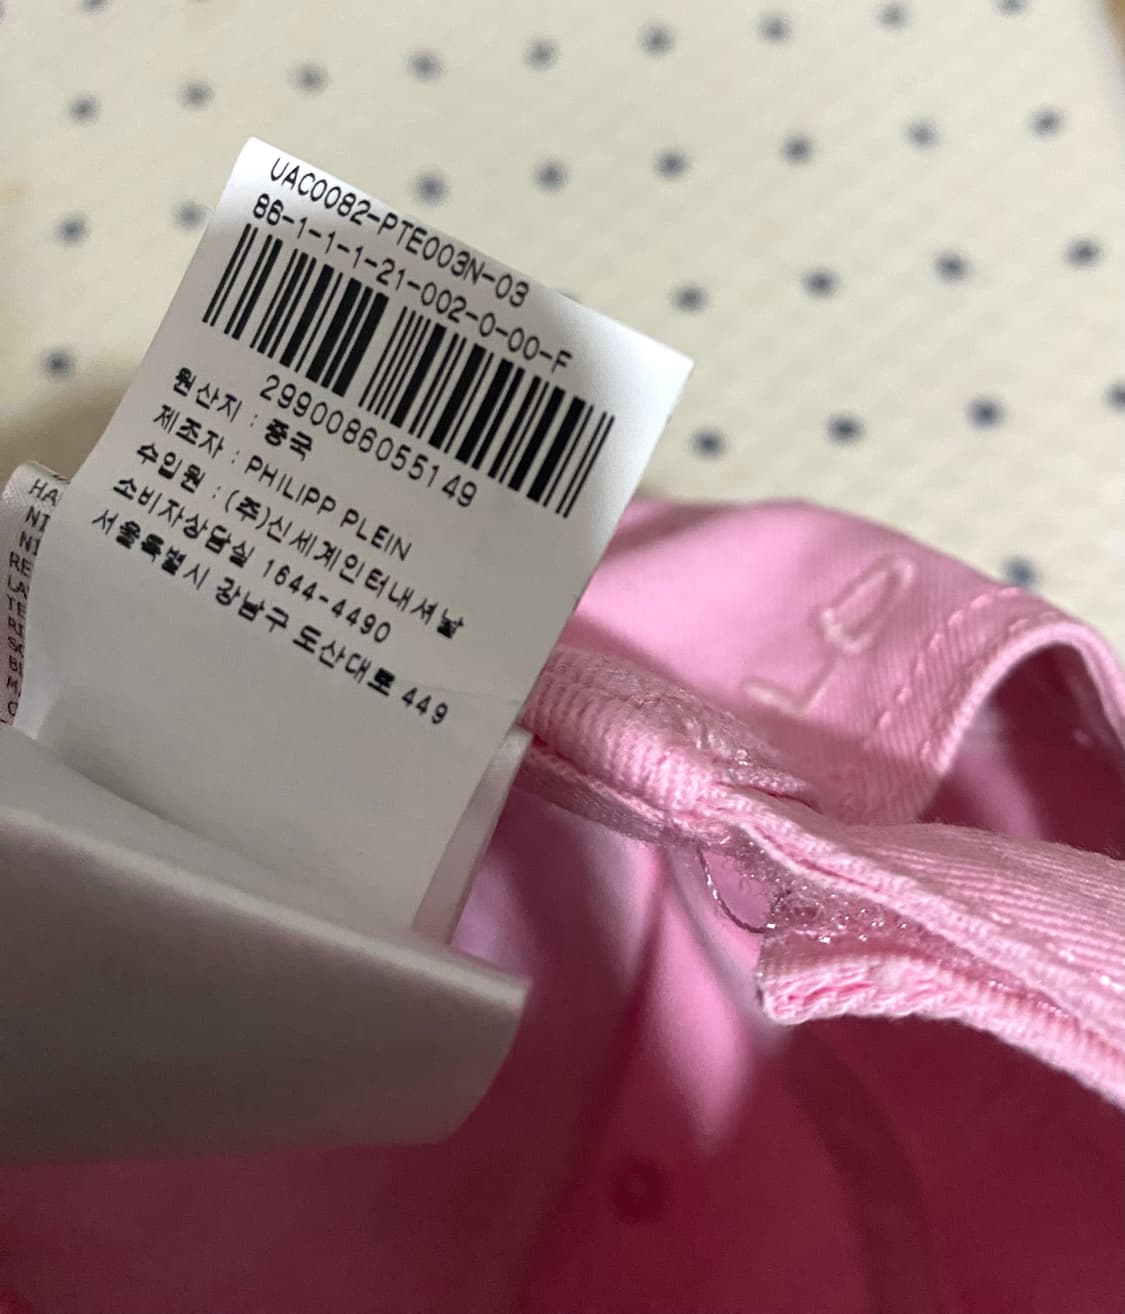 UAC0082-PTE003N-03
86-1-1-1-21-002-0-00-F
2990086055149
원산지 : 중국
제조자 : PHILIPP PLEIN
수입원 : (주)신세계인터내셔날
소비자상담실 1644-4490
서울특별시 강남구 도산대로 449
HA
NI